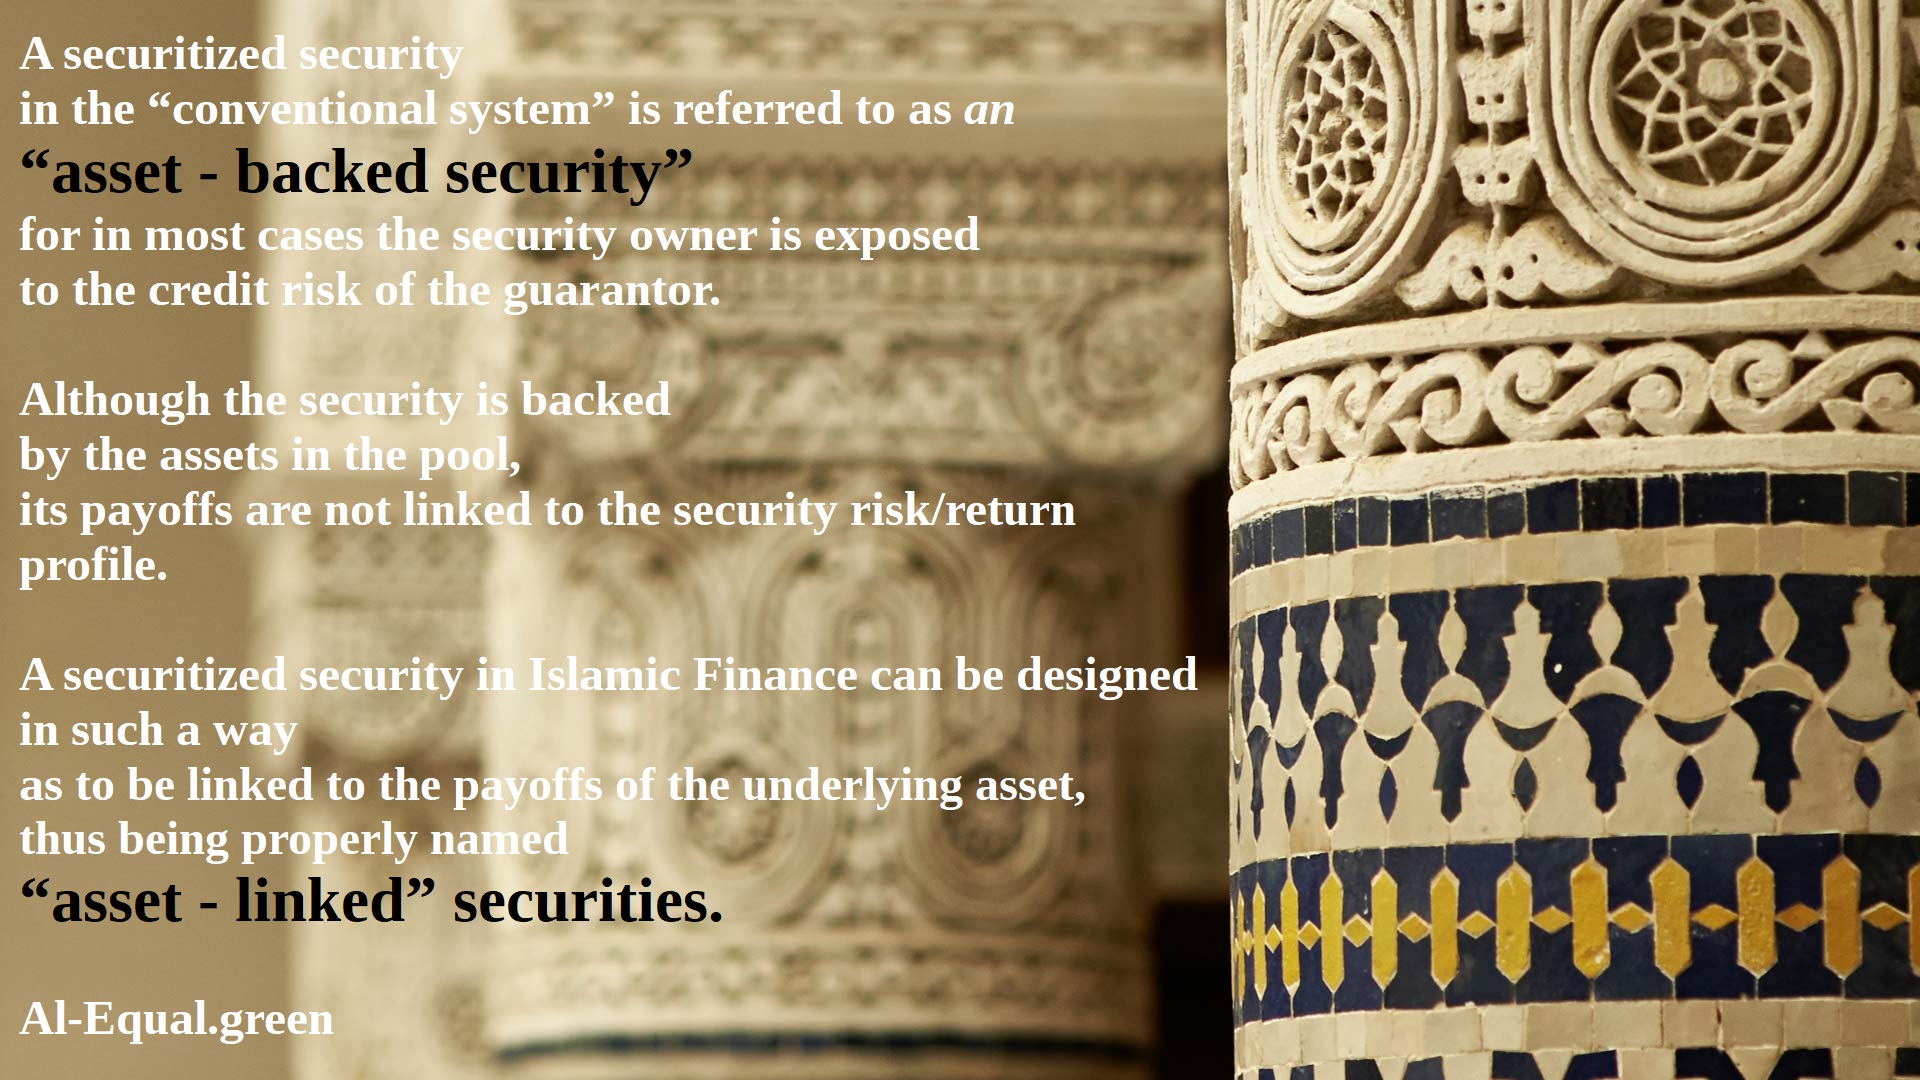 A securitized security
in the “conventional system” is referred to as an
“asset - backed security”
for in most cases the security owner is exposed
to the credit risk of the guarantor.
Although the security is backed
by the assets in the pool,
its payoffs are not linked to the security risk/return
profile.
A securitized security in Islamic Finance can be designed
in such a way
as to be linked to the payoffs of the underlying asset,
thus being properly named
“asset - linked” securities.
Al-Equal.green